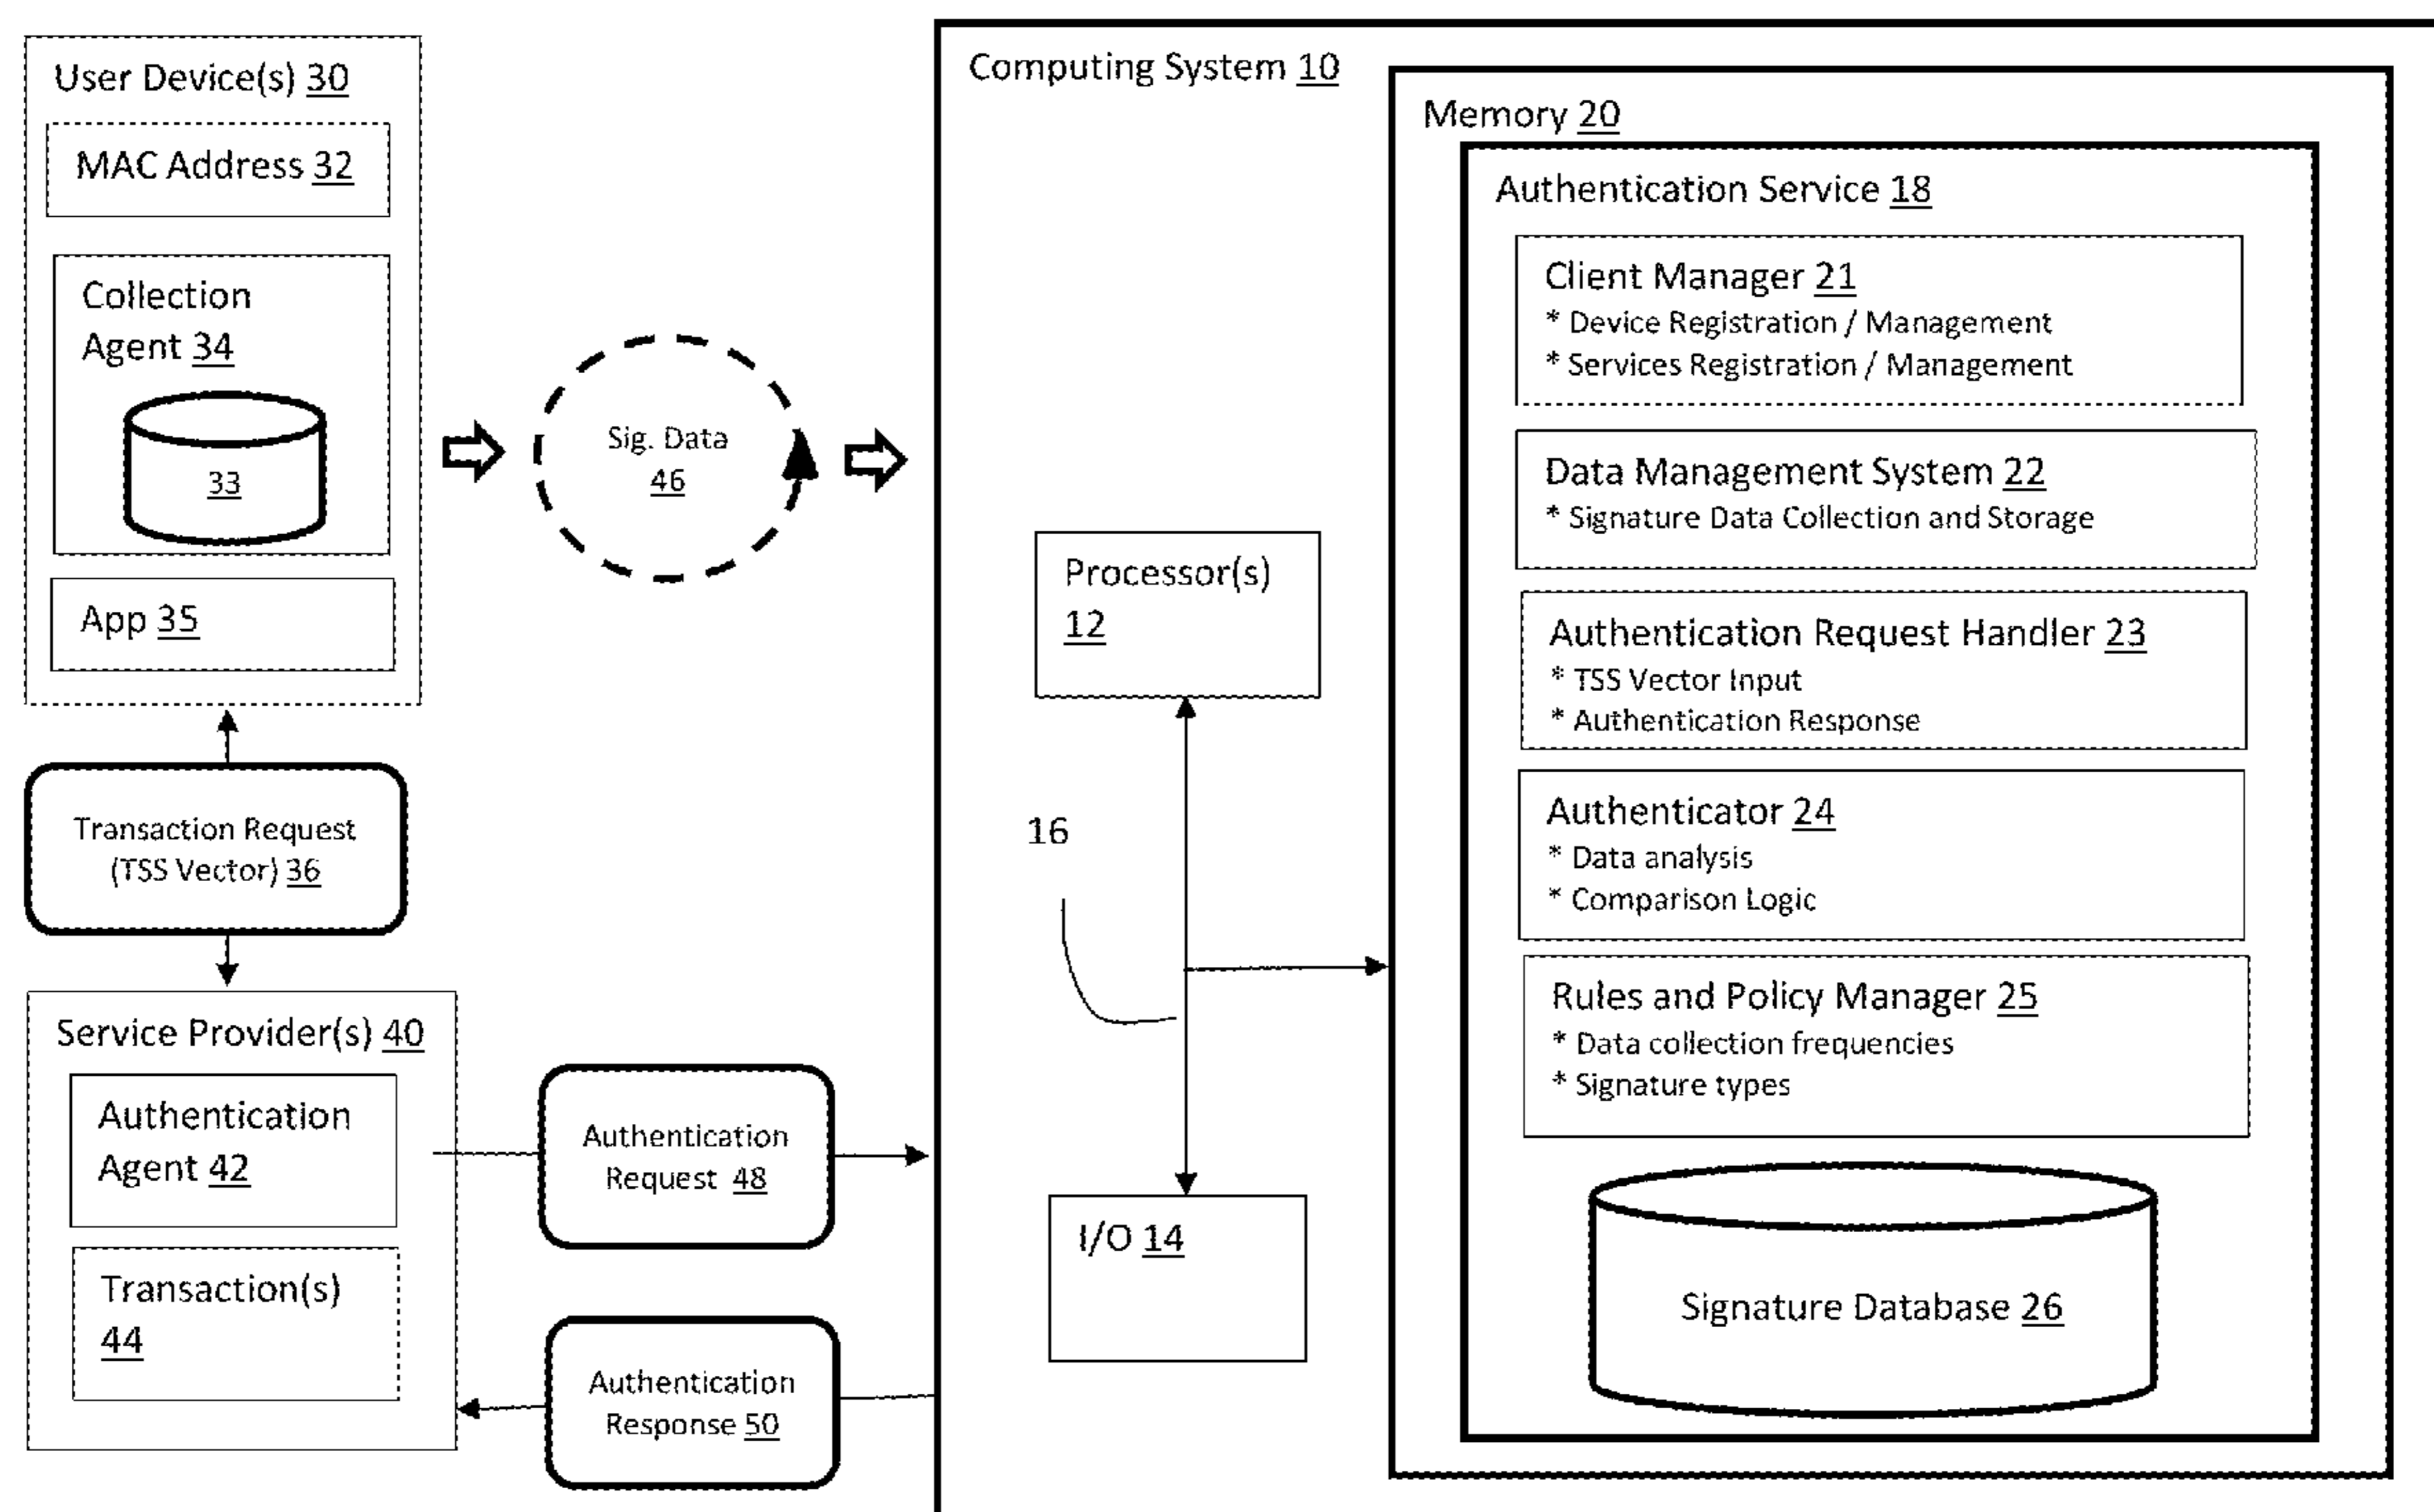 User Device(s) 30
MAC Address 32
Collection
Agent 34
33
App 35
Transaction Request
(TSS Vector) 36
Service Provider(s) 40
Authentication
Agent 42
Transaction(s)
44
Sig. Data
46
Authentication
Request 48
Authentication
Response 50
Computing System 10
Processor(s)
12
16
I/O 14
Memory 20
Authentication Service 18
Client Manager 21
* Device Registration / Management
* Services Registration / Management
Data Management System 22
* Signature Data Collection and Storage
Authentication Request Handler 23
* TSS Vector Input
* Authentication Response
Authenticator 24
* Data analysis
* Comparison Logic
Rules and Policy Manager 25
* Data collection frequencies
* Signature types
Signature Database 26